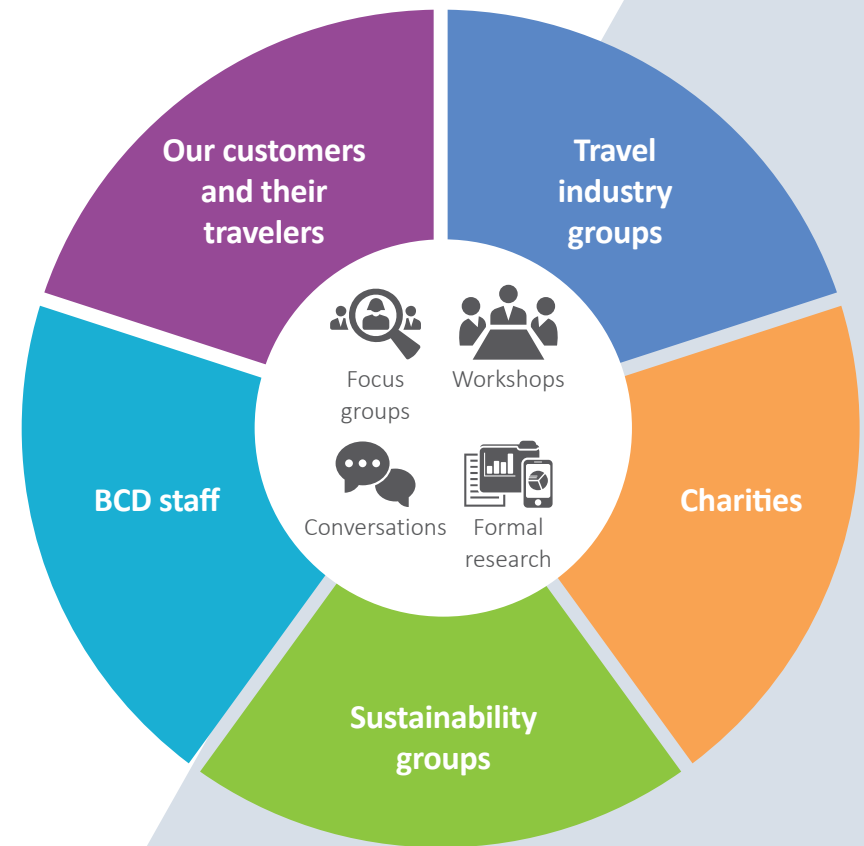 Our customers
and their
travelers
Travel
industry
groups
Focus
groups
Workshops
BCD staff
Charities
Conversations
Formal
research
Sustainability
groups